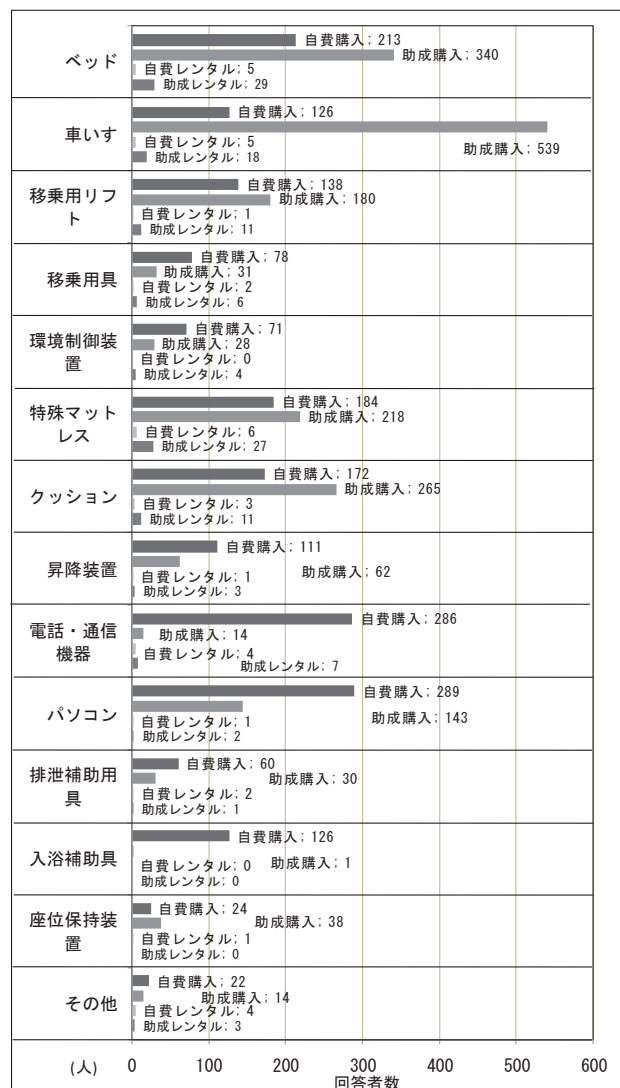 ベッド
自費購入; 213
助成購入; 340
自費レンタル; 5
助成レンタル; 29
車いす
自費購入; 126
助成購入; 539
自費レンタル; 5
助成レンタル; 18
移乗用リフ
ト
自費購入; 138
助成購入; 180
自費レンタル; 1
助成レンタル; 11
移乗用具
自費購入; 78
助成購入; 31
自費レンタル; 2
助成レンタル; 6
環境制御装
置
自費購入; 71
助成購入; 28
自費レンタル; 0
助成レンタル; 4
特殊マット
レス
自費購入; 184
助成購入; 218
自費レンタル; 6
助成レンタル; 27
クッション
自費購入; 172
助成購入; 265
自費レンタル; 3
助成レンタル; 11
昇降装置
自費購入; 111
助成購入; 62
自費レンタル; 1
助成レンタル; 3
電話・通信
機器
自費購入; 286
助成購入; 14
自費レンタル; 4
助成レンタル; 7
パソコン
自費購入; 289
助成購入; 143
自費レンタル; 1
助成レンタル; 2
排泄補助用
具
自費購入; 60
助成購入; 30
自費レンタル; 2
助成レンタル; 1
入浴補助具
自費購入; 126
助成購入; 1
自費レンタル; 0
助成レンタル; 0
座位保持装
置
自費購入; 24
助成購入; 38
自費レンタル; 1
助成レンタル; 0
その他
自費購入; 22
助成購入; 14
自費レンタル; 4
助成レンタル; 3
(人) 0 100 200 300 400 500 600
回答者数